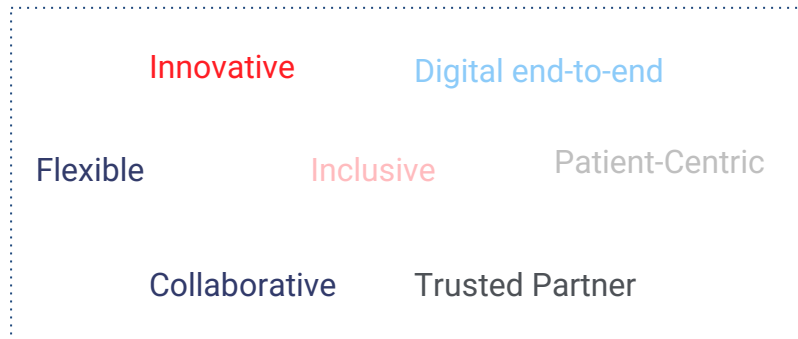 Innovative
Digital end-to-end
Flexible
Inclusive
Patient-Centric
Collaborative
Trusted Partner